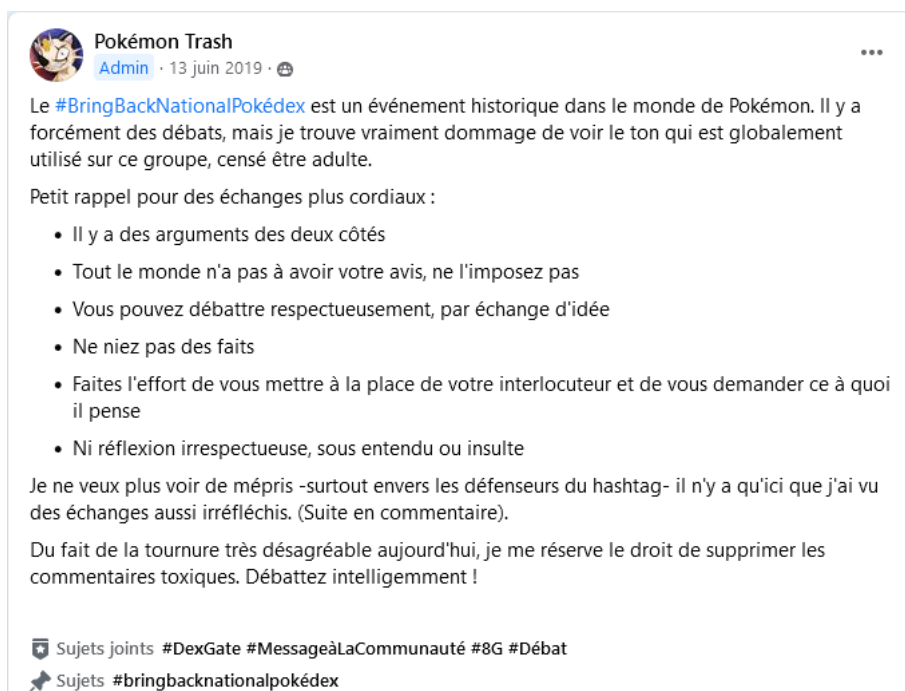 Pokémon Trash
Admin · 13 juin 2019 ·
Le #BringBackNationalPokédex est un événement historique dans le monde de Pokémon. Il y a
forcément des débats, mais je trouve vraiment dommage de voir le ton qui est globalement
utilisé sur ce groupe, censé être adulte.
Petit rappel pour des échanges plus cordiaux :
• Il y a des arguments des deux côtés
• Tout le monde n'a pas à avoir votre avis, ne l'imposez pas
• Vous pouvez débattre respectueusement, par échange d'idée
• Ne niez pas des faits
• Faites l'effort de vous mettre à la place de votre interlocuteur et de vous demander ce à quoi
il pense
• Ni réflexion irrespectueuse, sous entendu ou insulte
Je ne veux plus voir de mépris -surtout envers les défenseurs du hashtag- il n'y a qu'ici que j'ai vu
des échanges aussi irréfléchis. (Suite en commentaire).
Du fait de la tournure très désagréable aujourd'hui, je me réserve le droit de supprimer les
commentaires toxiques. Débattez intelligemment !
Sujets joints #DexGate #MessageàLaCommunauté #8G #Débat
Sujets #bringbacknationalpokédex